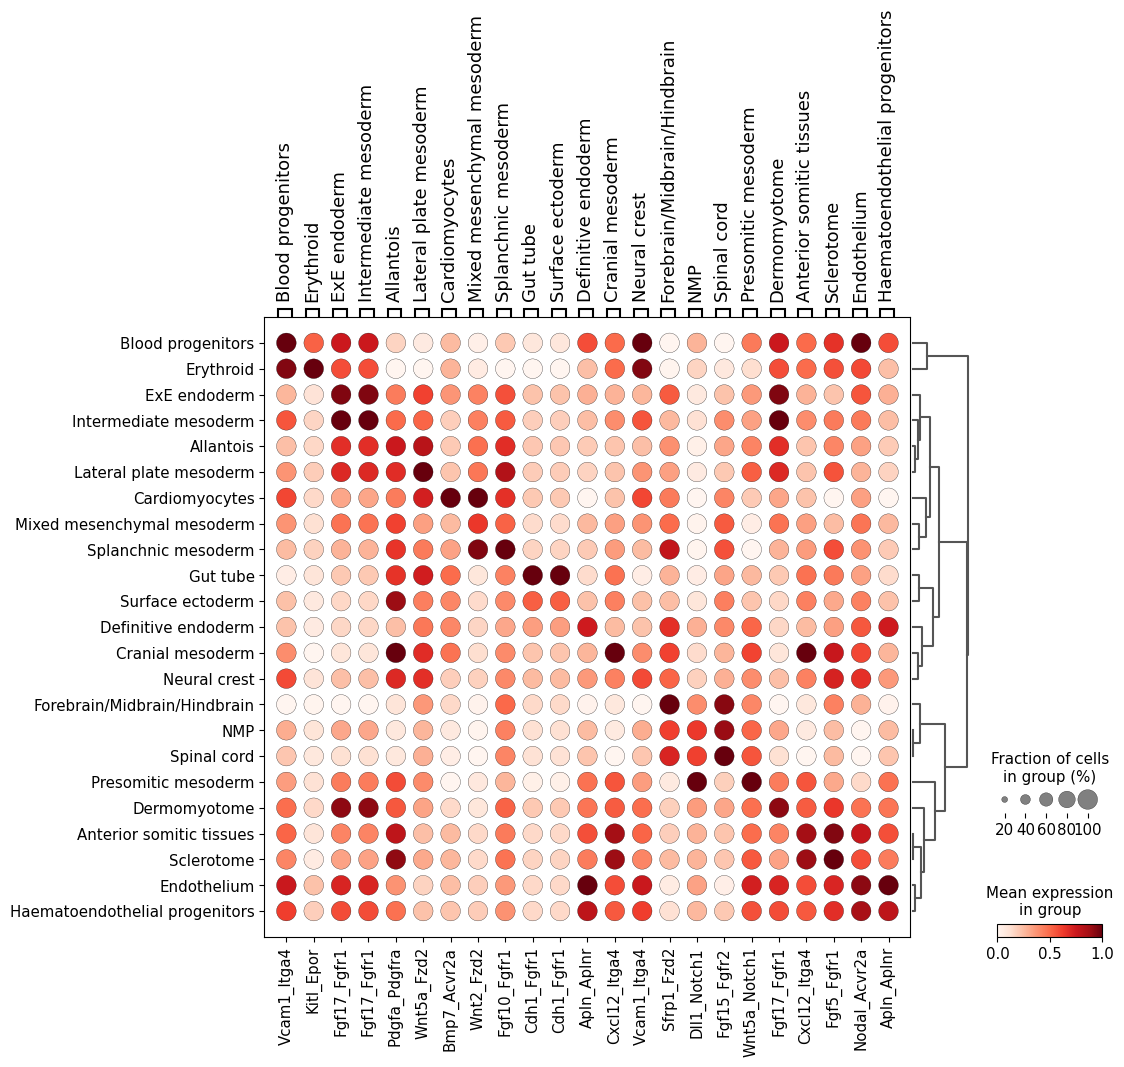 Blood progenitors
Erythroid
ExE endoderm
Intermediate mesoderm
Allantois
Lateral plate mesoderm
Cardiomyocytes
Mixed mesenchymal mesoderm
Splanchnic mesoderm
Gut tube
Surface ectoderm
Definitive endoderm
Cranial mesoderm
Neural crest
Forebrain/Midbrain/Hindbrain
NMP
Spinal cord
Presomitic mesoderm
Dermomyotome
Anterior somitic tissues
Sclerotome
Endothelium
Haematoendothelial progenitors
Blood progenitors
Erythroid
ExE endoderm
Intermediate mesoderm
Allantois
Lateral plate mesoderm
Cardiomyocytes
Mixed mesenchymal mesoderm
Splanchnic mesoderm
Gut tube
Surface ectoderm
Definitive endoderm
Cranial mesoderm
Neural crest
Forebrain/Midbrain/Hindbrain
NMP
Spinal cord
Presomitic mesoderm
Dermomyotome
Anterior somitic tissues
Sclerotome
Endothelium
Haematoendothelial progenitors
Vcam1_Itga4
Kitl_Epor
Fgf17_Fgfr1
Fgf17_Fgfr1
Pdgfa_Pdgfra
Wnt5a_Fzd2
Bmp7_Acvr2a
Wnt2_Fzd2
Fgf10_Fgfr1
Cdh1_Fgfr1
Cdh1_Fgfr1
Apln_Aplnr
Cxcl12_Itga4
Vcam1_Itga4
Sfrp1_Fzd2
Dll1_Notch1
Fgf15_Fgfr2
Wnt5a_Notch1
Fgf17_Fgfr1
Cxcl12_Itga4
Fgf5_Fgfr1
Nodal_Acvr2a
Apln_Aplnr
Fraction of cells
in group (%)
20 40 60 80 100
Mean expression
in group
0.0 0.5 1.0